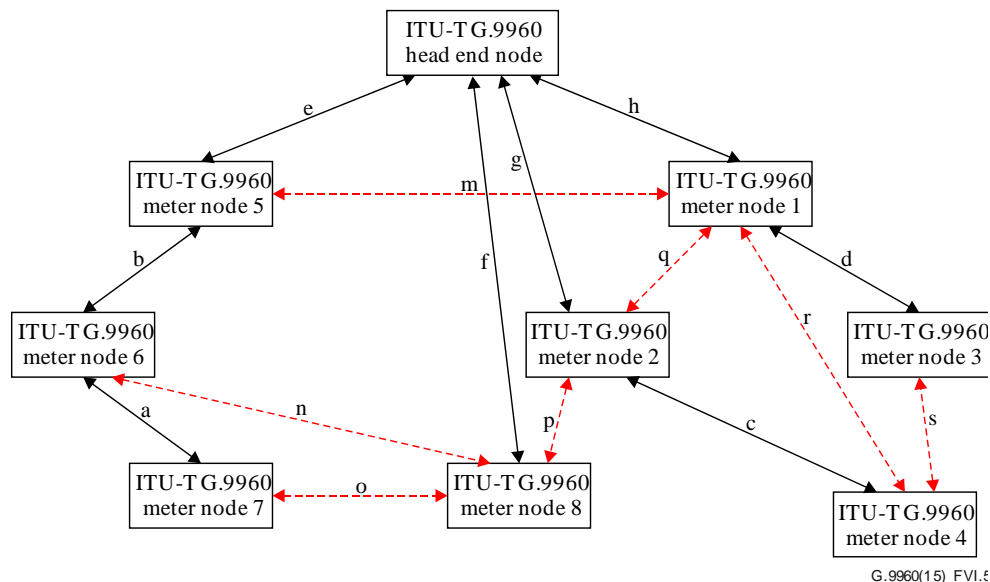 ITU-T G.9960
head end node
e
h
g
ITU-T G.9960
meter node 5
m
ITU-T G.9960
meter node 1
b
f
q
d
r
ITU-T G.9960
meter node 6
ITU-T G.9960
meter node 2
ITU-T G.9960
meter node 3
a
n
p
c
s
ITU-T G.9960
meter node 7
o
ITU-T G.9960
meter node 8
ITU-T G.9960
meter node 4
G.9960(15)_FVI.5